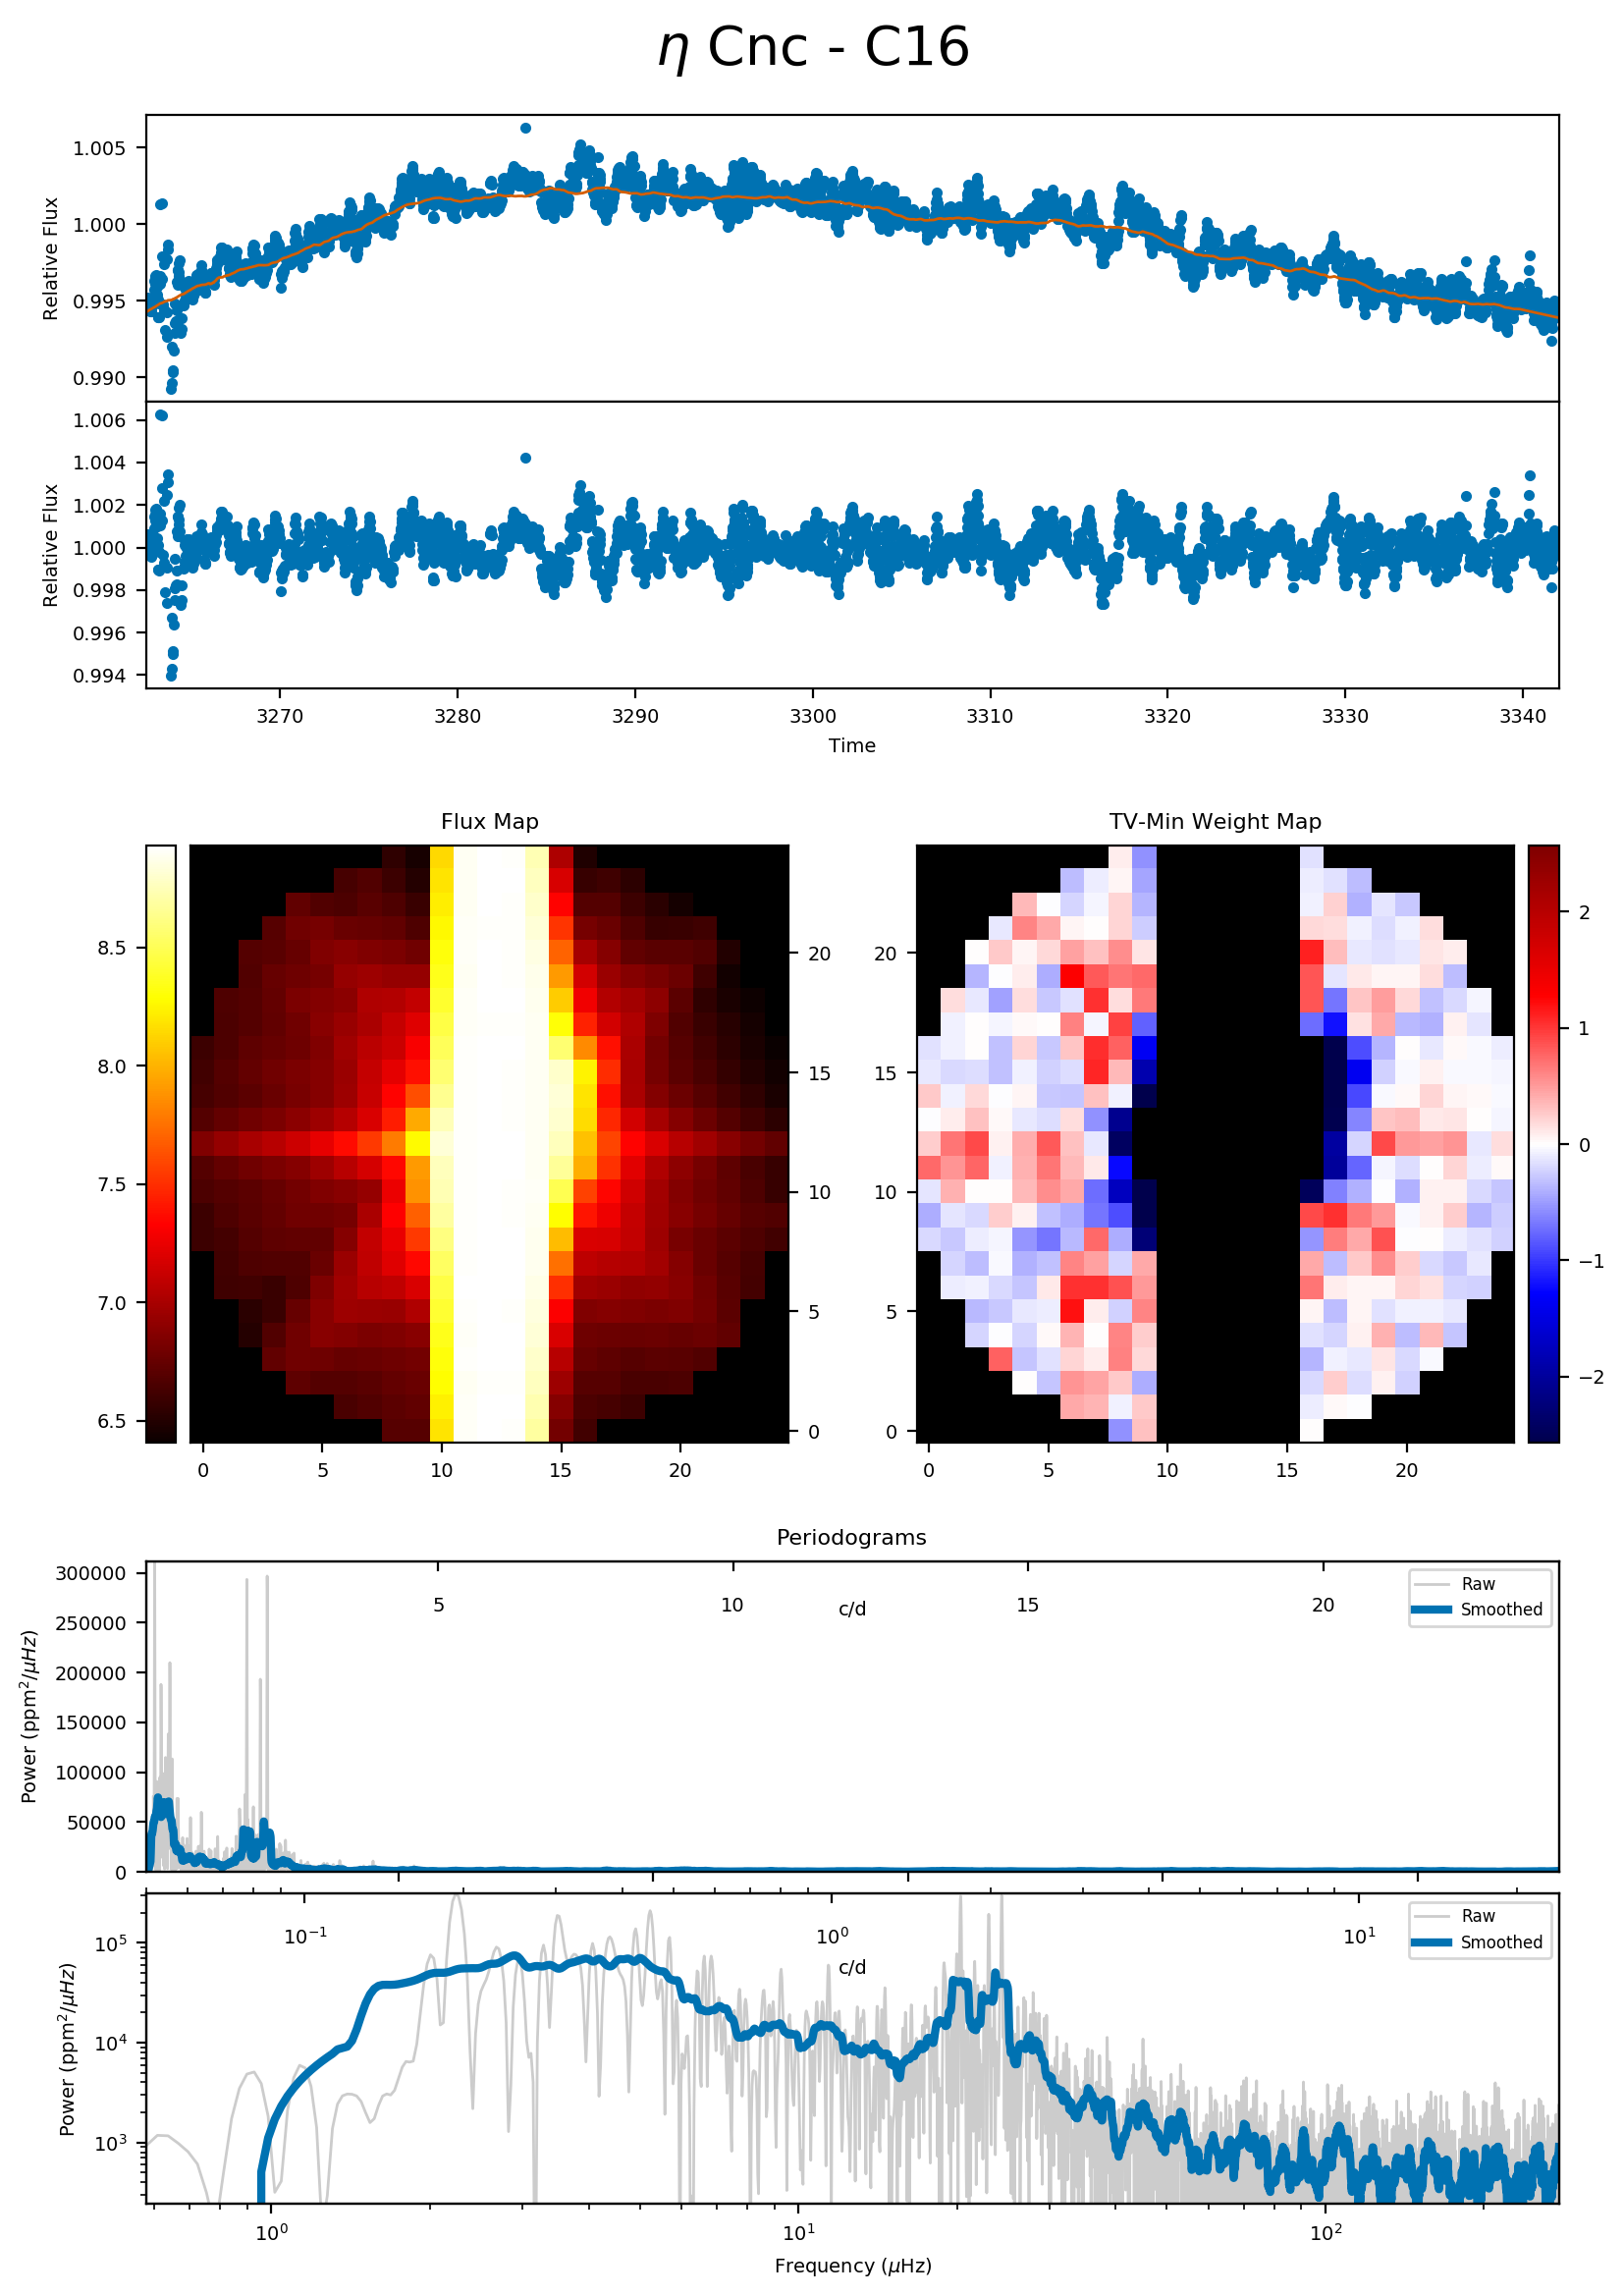 η Cnc - C16
1.005
1.000
0.995
0.990
Relative Flux
1.006
1.004
1.002
1.000
0.998
0.996
0.994
Relative Flux
3270 3280 3290 3300 3310 3320 3330 3340
Time
Flux Map
8.5
8.0
7.5
7.0
6.5
20
15
10
5
0
0 5 10 15 20
TV-Min Weight Map
20
15
10
5
0
0 5 10 15 20
2
1
0
−1
−2
Periodograms
300000
250000
200000
150000
100000
50000
0
Power (ppm²/μHz)
5 10 15 20
c/d
Raw
Smoothed
10⁵
10⁴
10³
Power (ppm²/μHz)
10⁻¹ 10⁰ 10¹
c/d
Raw
Smoothed
10⁰ 10¹ 10²
Frequency (μHz)